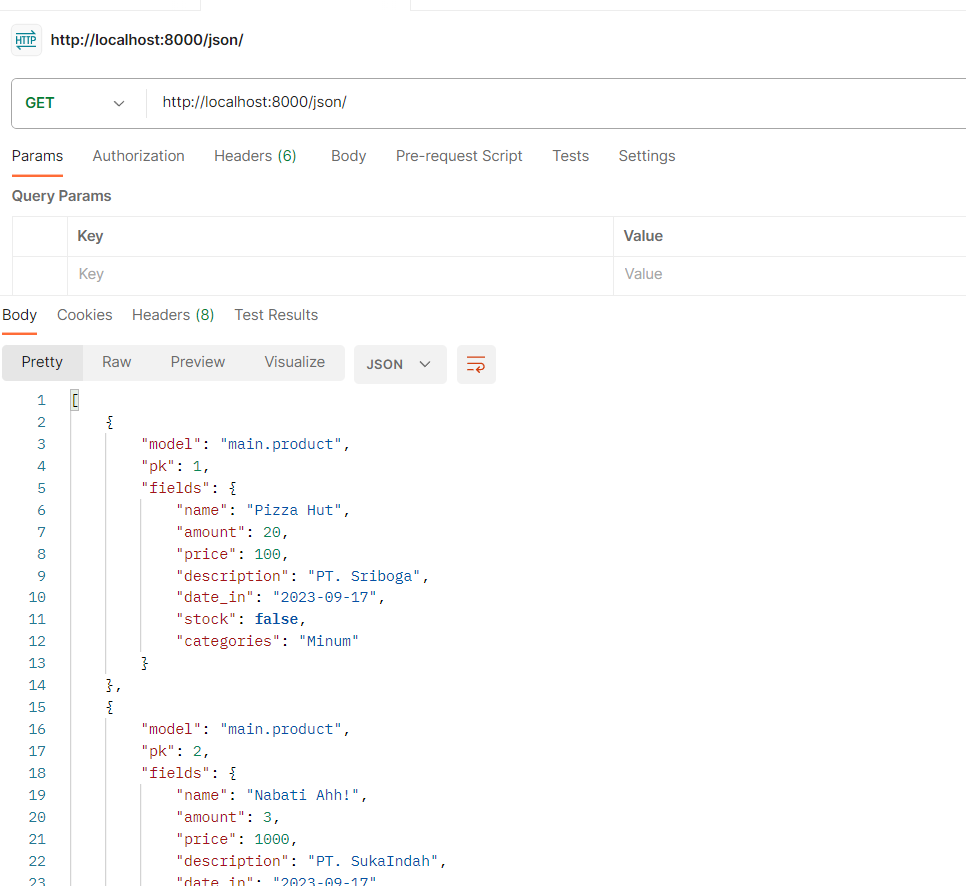 HTTP http://localhost:8000/json/
GET http://localhost:8000/json/
Params Authorization Headers (6) Body Pre-request Script Tests Settings
Query Params
Key Value
Key Value
Body Cookies Headers (8) Test Results
Pretty Raw Preview Visualize JSON
1 [
2 {
3 "model": "main.product",
4 "pk": 1,
5 "fields": {
6 "name": "Pizza Hut",
7 "amount": 20,
8 "price": 100,
9 "description": "PT. Sriboga",
10 "date_in": "2023-09-17",
11 "stock": false,
12 "categories": "Minum"
13 }
14 },
15 {
16 "model": "main.product",
17 "pk": 2,
18 "fields": {
19 "name": "Nabati Ahh!",
20 "amount": 3,
21 "price": 1000,
22 "description": "PT. SukaIndah",
23 "date_in": "2023-09-17"